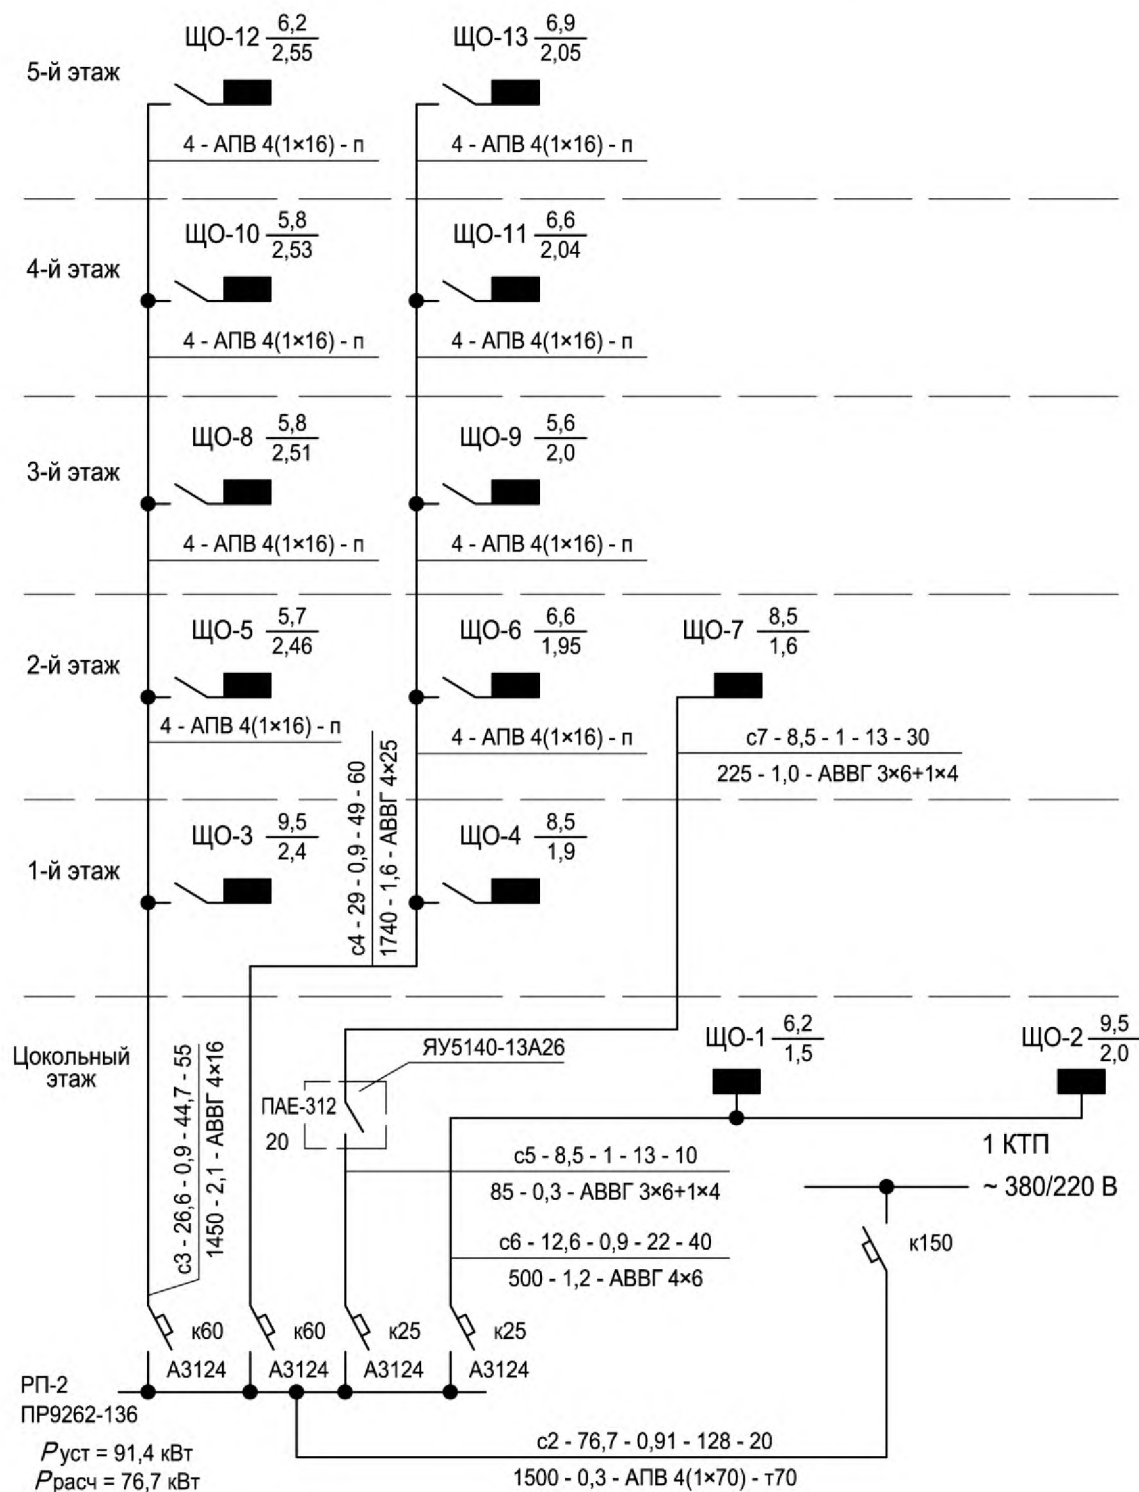 ЩО-12 6,2
2,55
ЩО-13 6,9
2,05
5-й этаж
4 - АПВ 4(1×16) - п
4 - АПВ 4(1×16) - п
ЩО-10 5,8
2,53
ЩО-11 6,6
2,04
4-й этаж
4 - АПВ 4(1×16) - п
4 - АПВ 4(1×16) - п
ЩО-8 5,8
2,51
ЩО-9 5,6
2,0
3-й этаж
4 - АПВ 4(1×16) - п
4 - АПВ 4(1×16) - п
ЩО-5 5,7
2,46
ЩО-6 6,6
1,95
ЩО-7 8,5
1,6
2-й этаж
4 - АПВ 4(1×16) - п
4 - АПВ 4(1×16) - п
с7 - 8,5 - 1 - 13 - 30
225 - 1,0 - АВВГ 3×6+1×4
с4 - 29 - 0,9 - 49 - 60
1740 - 1,6 - АВВГ 4×25
ЩО-3 9,5
2,4
ЩО-4 8,5
1,9
1-й этаж
Цокольный
этаж
с3 - 26,6 - 0,9 - 44,7 - 55
1450 - 2,1 - АВВГ 4×16
ЯУ5140-13А26
ПАЕ-312
20
ЩО-1 6,2
1,5
ЩО-2 9,5
2,0
с5 - 8,5 - 1 - 13 - 10
85 - 0,3 - АВВГ 3×6+1×4
1 КТП
~ 380/220 В
с6 - 12,6 - 0,9 - 22 - 40
500 - 1,2 - АВВГ 4×6
к150
к60
к60
к25
к25
А3124
А3124
А3124
А3124
РП-2
ПР9262-136
Pуст = 91,4 кВт
Pрасч = 76,7 кВт
с2 - 76,7 - 0,91 - 128 - 20
1500 - 0,3 - АПВ 4(1×70) - т70